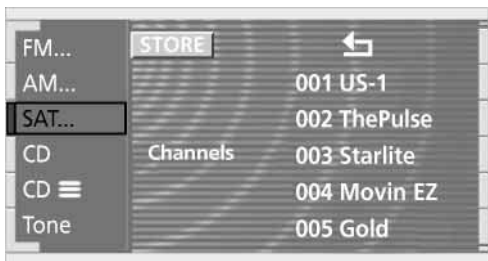 FM...
AM...
SAT...
CD
CD
Tone
STORE
Channels
001 US-1
002 ThePulse
003 Starlite
004 Movin EZ
005 Gold